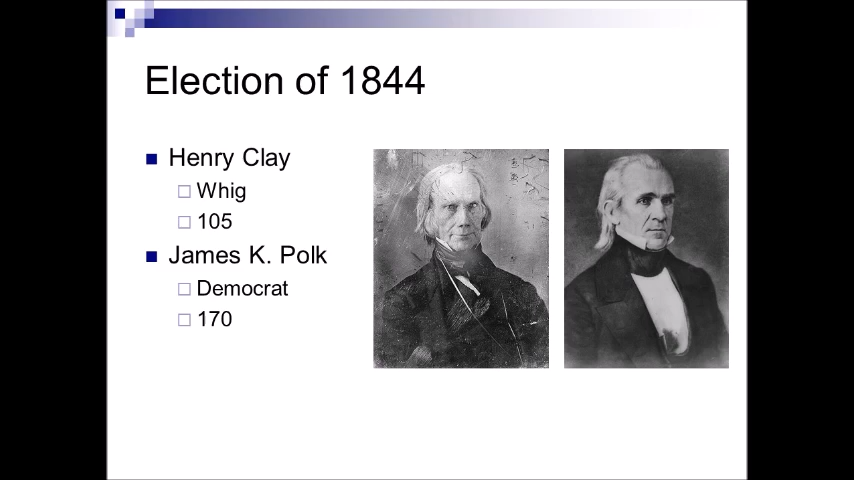 Election of 1844
Henry Clay
Whig
105
James K. Polk
Democrat
170